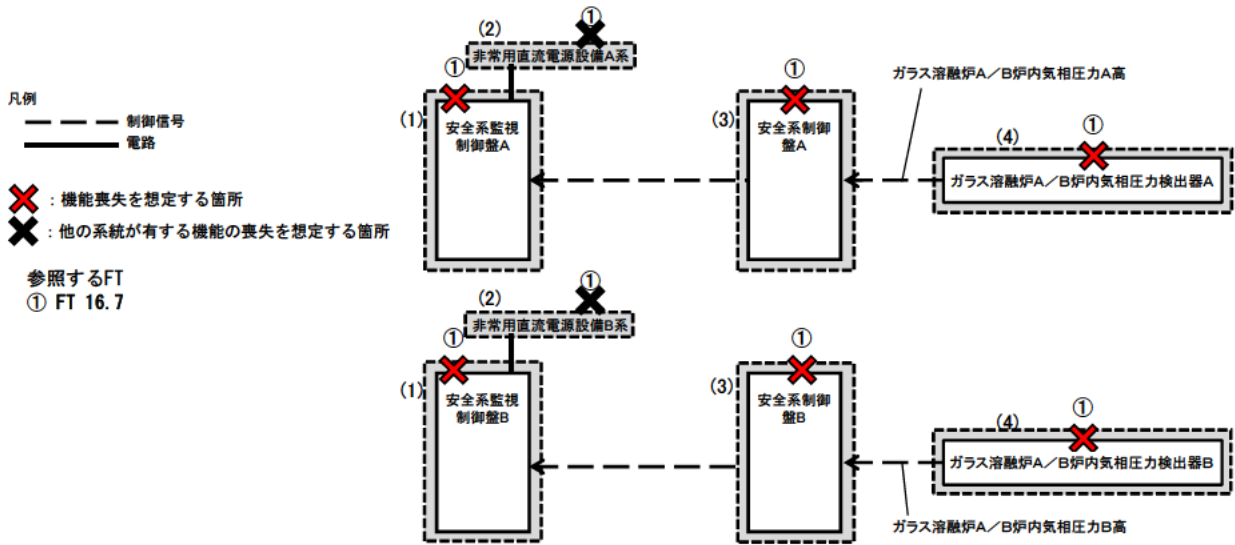 ①
(2)
非常用直流電源設備A系
①
①
ガラス溶融炉A／B炉内気相圧力A高
凡例
制御信号
電路
(1)
安全系監視
制御盤A
(3)
安全系制御
盤A
(4)
①
ガラス溶融炉A／B炉内気相圧力検出器A
：機能喪失を想定する箇所
：他の系統が有する機能の喪失を想定する箇所
参照するFT
① FT 16.7
①
(2)
非常用直流電源設備B系
①
①
(1)
安全系監視
制御盤B
(3)
安全系制御
盤B
(4)
①
ガラス溶融炉A／B炉内気相圧力検出器B
ガラス溶融炉A／B炉内気相圧力B高